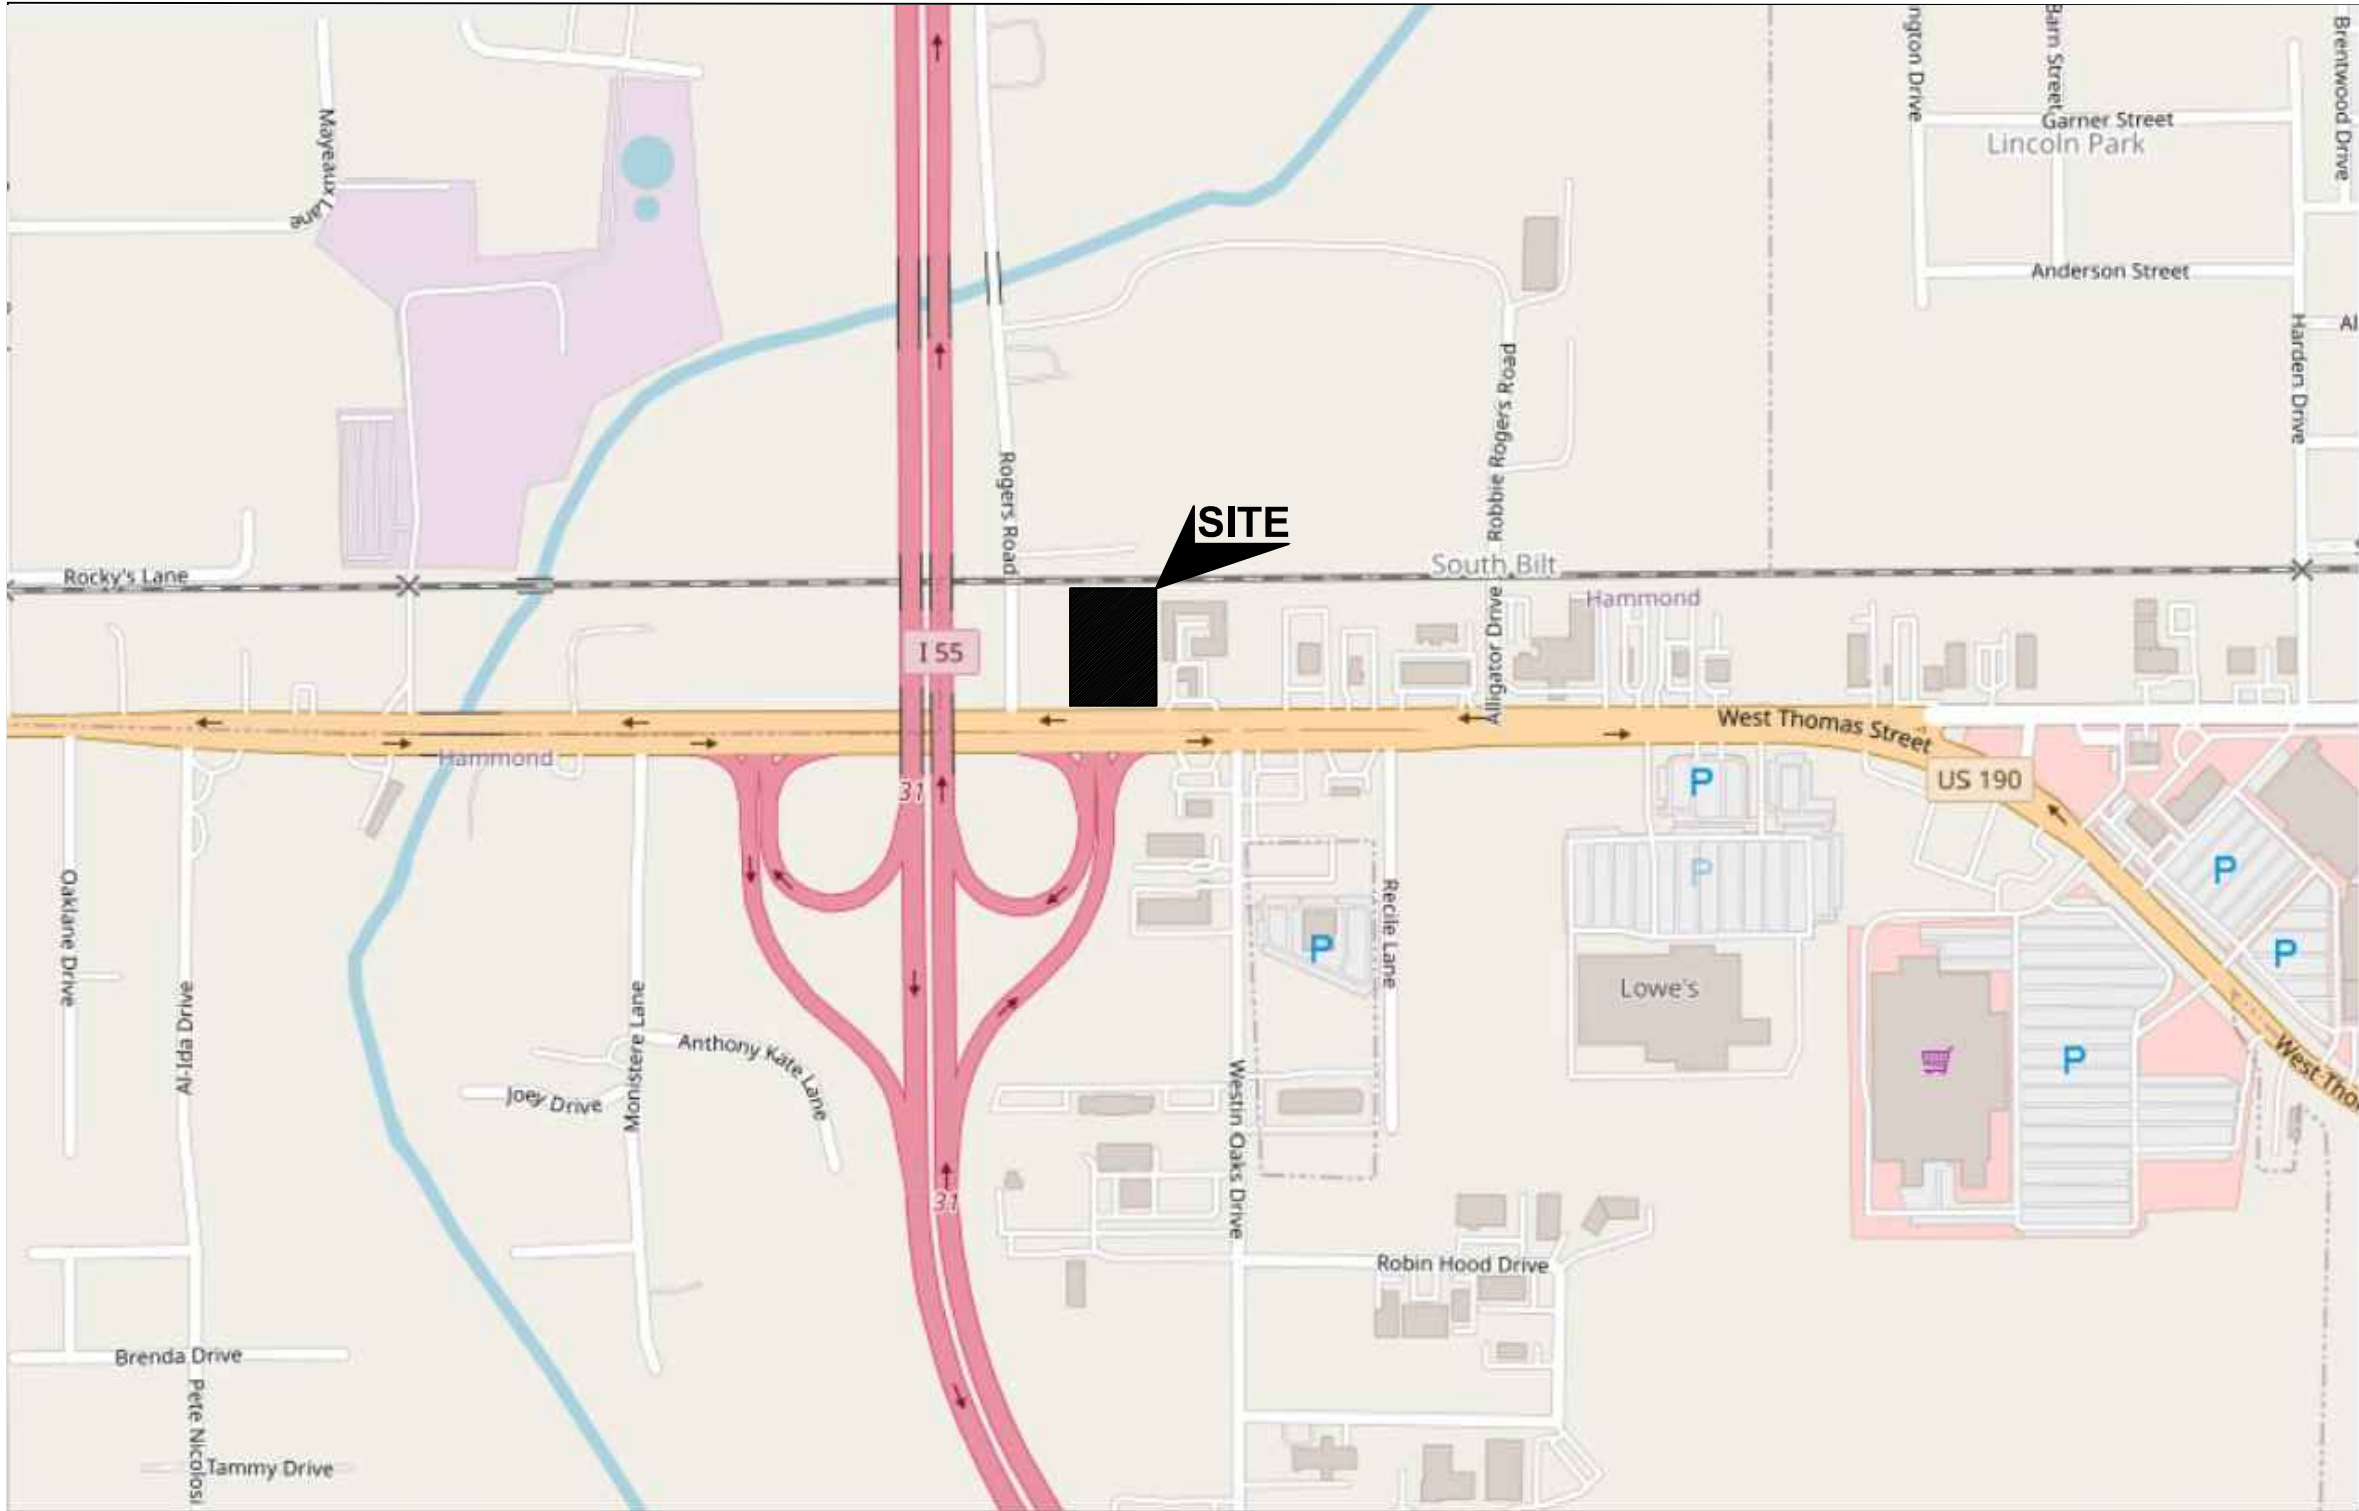 Mayeaux Lane
ngton Drive
Barn Street
Brentwood Drive
Garner Street
Lincoln Park
Anderson Street
Al
Harden Drive
Robbie Rogers Road
Rogers Road
SITE
South Bilt
Rocky's Lane
Hammond
Alligator Drive
I 55
West Thomas Street
Hammond
31
US 190
P
P
P
P
P
P
Oaklane Drive
Al-Ida Drive
Monistere Lane
Recile Lane
Lowe's
Anthony Kate Lane
Joey Drive
West Tho
Westin Oaks Drive
31
Robin Hood Drive
Brenda Drive
Pete Nicolosi
Tammy Drive